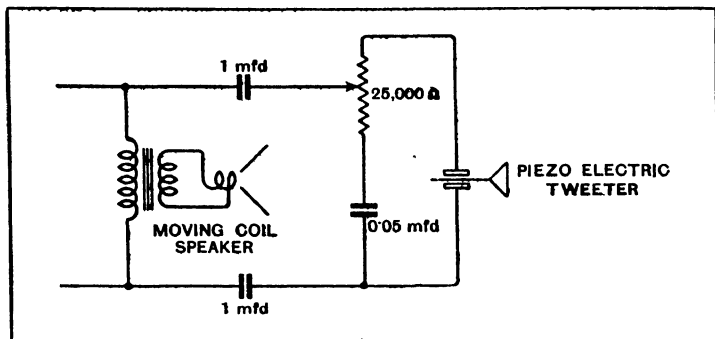 1 mfd
25,000 Ω
PIEZO ELECTRIC
TWEETER
MOVING COIL
SPEAKER
0·05 mfd
1 mfd